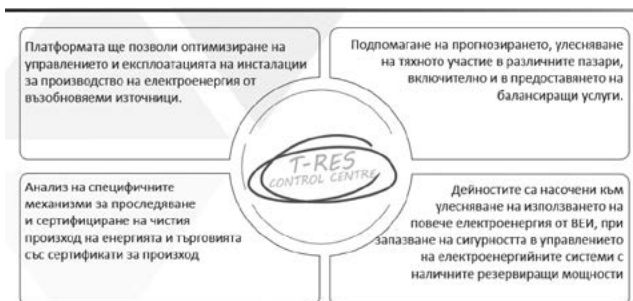 Платформата ще позволи оптимизиране на
управлението и експлоатацията на инсталации
за производство на електроенергия от
възобновяеми източници.
Подпомагане на прогнозирането, улесняване
на тяхното участие в различните пазари,
включително и в предоставянето на
балансиращи услуги.
T-RES
CONTROL CENTRE
Анализ на специфичните
механизми за проследяване
и сертифициране на чистия
произход на енергията и търговията
със сертификати за произход
Дейностите са насочени към
улесняване на използването на
повече електроенергия от ВЕИ, при
запазване на сигурността в управлението
на електроенергийните системи с
наличните резервиращи мощности